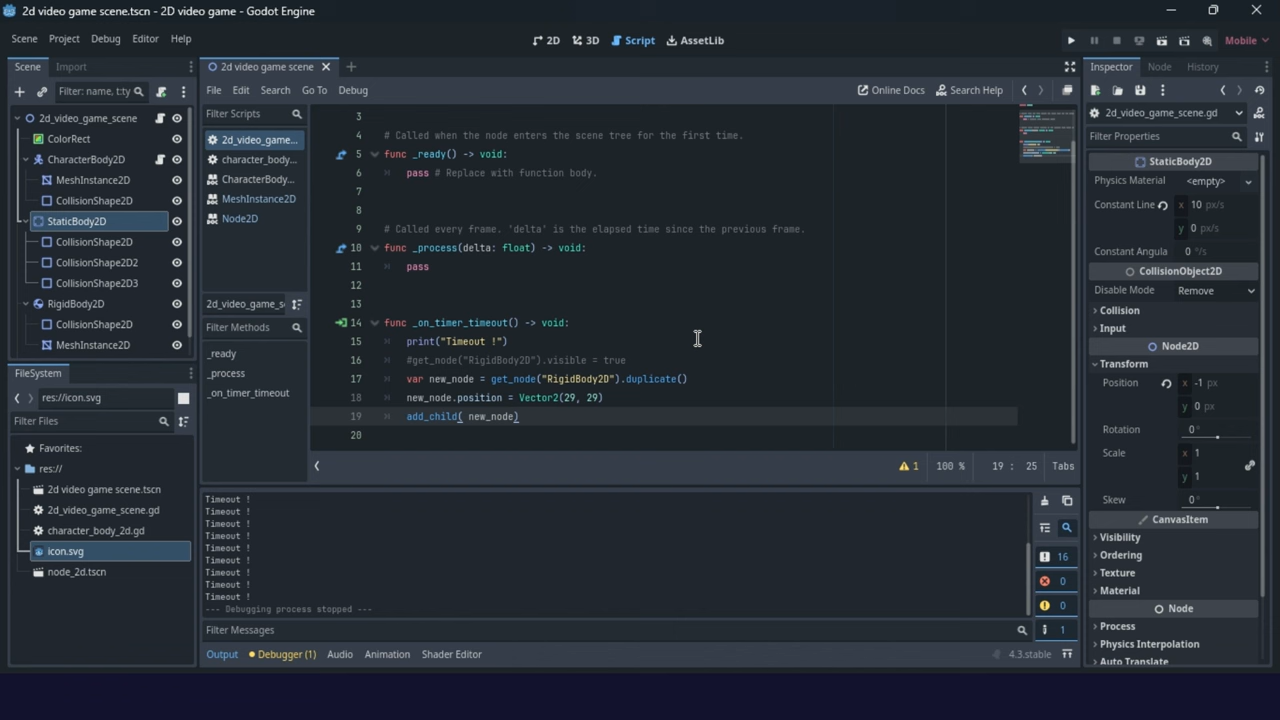 2d video game scene.tscn - 2D video game - Godot Engine
Scene Project Debug Editor Help
2D 3D Script AssetLib
Mobile
Scene Import
Filter: name, t:ty
2d_video_game_scene
ColorRect
CharacterBody2D
MeshInstance2D
CollisionShape2D
StaticBody2D
CollisionShape2D
CollisionShape2D2
CollisionShape2D3
RigidBody2D
CollisionShape2D
MeshInstance2D
FileSystem
res://icon.svg
Filter Files
Favorites:
res://
2d video game scene.tscn
2d_video_game_scene.gd
character_body_2d.gd
icon.svg
node_2d.tscn
2d video game scene
File Edit Search Go To Debug
Online Docs Search Help
Filter Scripts
2d_video_game...
character_body...
CharacterBody...
MeshInstance2D
Node2D
2d_video_game_s
Filter Methods
_ready
_process
_on_timer_timeout
3
4 # Called when the node enters the scene tree for the first time.
5 func _ready() -> void:
6 pass # Replace with function body.
7
8
9 # Called every frame. 'delta' is the elapsed time since the previous frame.
10 func _process(delta: float) -> void:
11 pass
12
13
14 func _on_timer_timeout() -> void:
15 print("Timeout !")
16 #get_node("RigidBody2D").visible = true
17 var new_node = get_node("RigidBody2D").duplicate()
18 new_node.position = Vector2(29, 29)
19 add_child( new_node)
20
1 100 % 19 : 25 Tabs
Timeout !
Timeout !
Timeout !
Timeout !
Timeout !
Timeout !
Timeout !
Timeout !
Timeout !
--- Debugging process stopped ---
Filter Messages
16
0
0
1
Output Debugger (1) Audio Animation Shader Editor
4.3.stable
Inspector Node History
2d_video_game_scene.gd
Filter Properties
StaticBody2D
Physics Material <empty>
Constant Line x 10 px/s
y 0 px/s
Constant Angula 0 °/s
CollisionObject2D
Disable Mode Remove
Collision
Input
Node2D
Transform
Position x -1 px
y 0 px
Rotation 0°
Scale x 1
y 1
Skew 0°
CanvasItem
Visibility
Ordering
Texture
Material
Node
Process
Physics Interpolation
Auto Translate